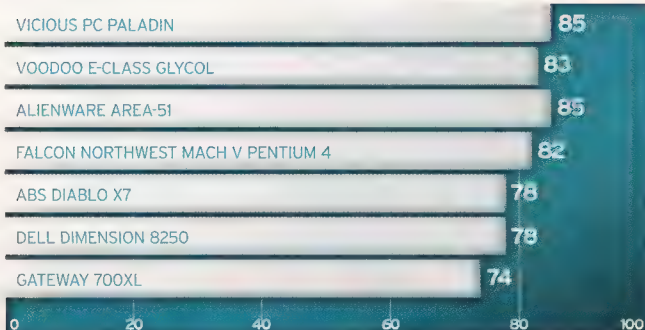 VICIOUS PC PALADIN 85
VOODOO E-CLASS GLYCOL 83
ALIENWARE AREA-51 85
FALCON NORTHWEST MACH V PENTIUM 4 82
ABS DIABLO X7 78
DELL DIMENSION 8250 78
GATEWAY 700XL 74
0 20 40 60 80 100